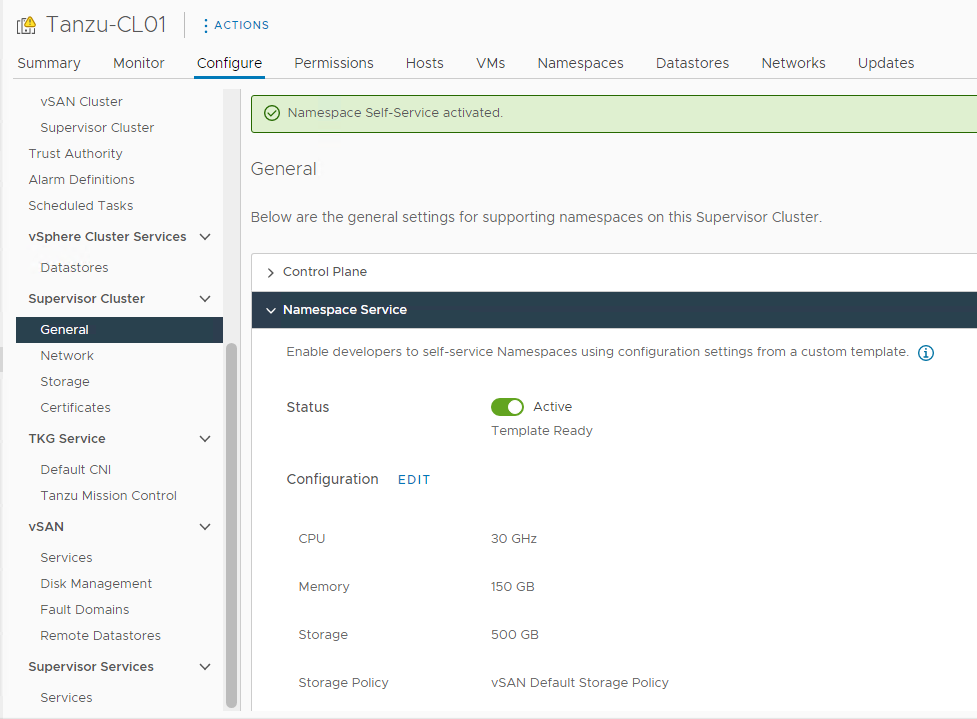 Tanzu-CL01
ACTIONS
Summary Monitor Configure Permissions Hosts VMs Namespaces Datastores Networks Updates
vSAN Cluster
Supervisor Cluster
Trust Authority
Alarm Definitions
Scheduled Tasks
vSphere Cluster Services
Datastores
Supervisor Cluster
General
Network
Storage
Certificates
TKG Service
Default CNI
Tanzu Mission Control
vSAN
Services
Disk Management
Fault Domains
Remote Datastores
Supervisor Services
Services
Namespace Self-Service activated.
General
Below are the general settings for supporting namespaces on this Supervisor Cluster.
Control Plane
Namespace Service
Enable developers to self-service Namespaces using configuration settings from a custom template.
Status Active
Template Ready
Configuration EDIT
CPU 30 GHz
Memory 150 GB
Storage 500 GB
Storage Policy vSAN Default Storage Policy